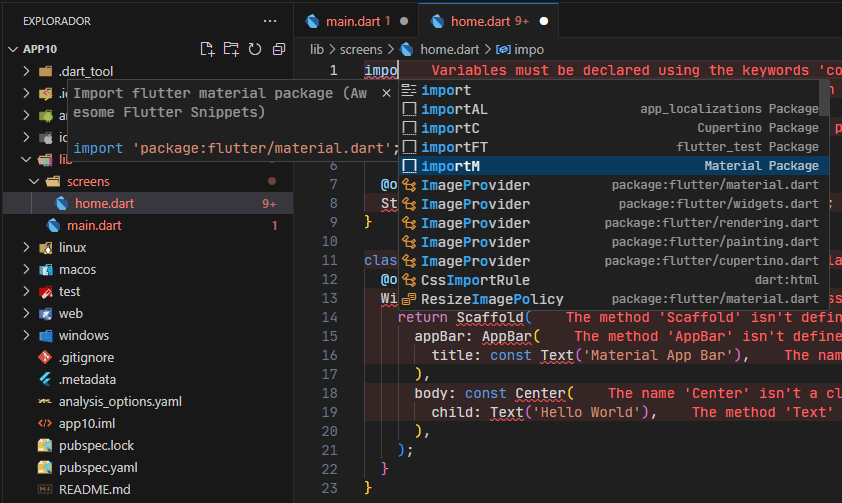 EXPLORADOR
APP10
.dart_tool
lib
screens
home.dart 9+
main.dart 1
linux
macos
test
web
windows
.gitignore
.metadata
analysis_options.yaml
app10.iml
pubspec.lock
pubspec.yaml
README.md
Import flutter material package (Aw
esome Flutter Snippets)
import 'package:flutter/material.dart';
main.dart 1
home.dart 9+
lib > screens > home.dart > impo
1 impo Variables must be declared using the keywords 'co
import
importAL app_localizations Package
importC Cupertino Package
importFT flutter_test Package
importM Material Package
ImageProvider package:flutter/material.dart
ImageProvider package:flutter/widgets.dart
ImageProvider package:flutter/rendering.dart
ImageProvider package:flutter/painting.dart
ImageProvider package:flutter/cupertino.dart
CssImportRule dart:html
ResizeImagePolicy package:flutter/material.dart
6
7 @o
8 St ;
9 }
10
11 clas
12 @o
13 Wi
14 return Scaffold( The method 'Scaffold' isn't define
15 appBar: AppBar( The method 'AppBar' isn't define
16 title: const Text('Material App Bar'), The nam
17 ),
18 body: const Center( The name 'Center' isn't a cl
19 child: Text('Hello World'), The method 'Text'
20 ),
21 );
22 }
23 }